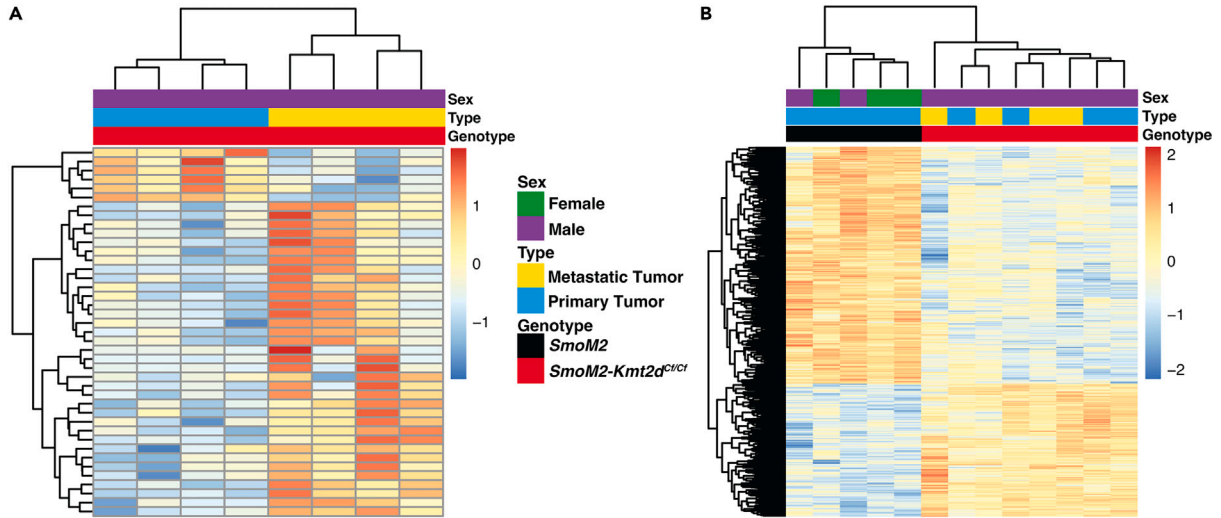 A
Sex
Type
Genotype
1
0
−1
Sex
Female
Male
Type
Metastatic Tumor
Primary Tumor
Genotype
SmoM2
SmoM2-Kmt2dCf/Cf
B
Sex
Type
Genotype
2
1
0
−1
−2